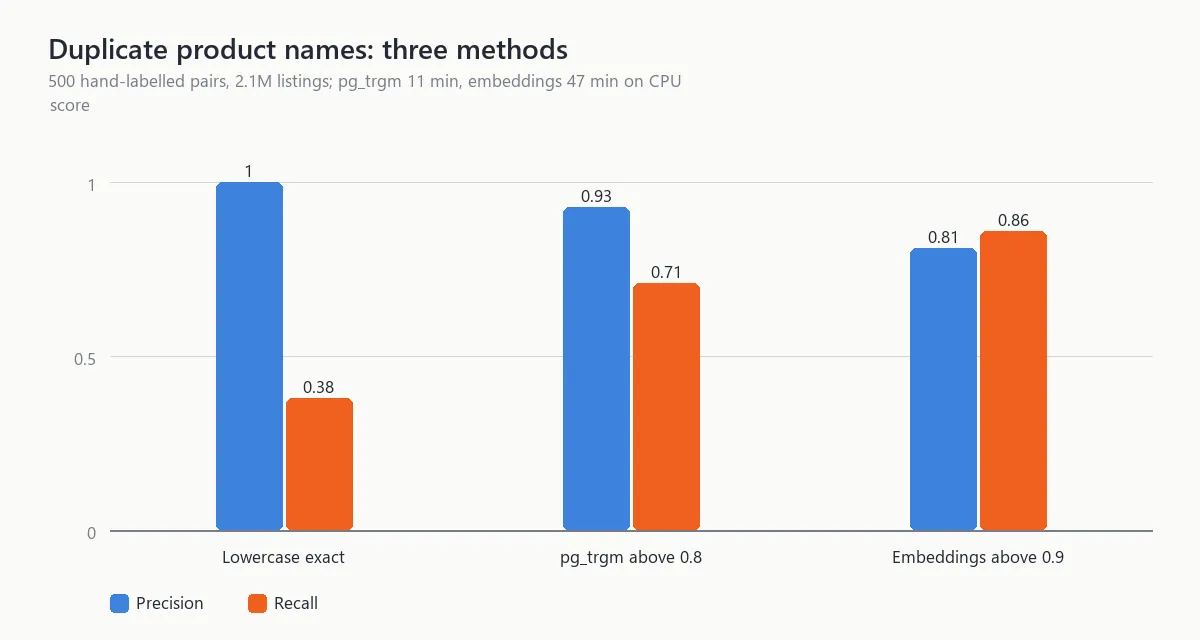 Duplicate product names: three methods
500 hand-labelled pairs, 2.1M listings; pg_trgm 11 min, embeddings 47 min on CPU
score
1
0.5
0
1
0.38
0.93
0.71
0.81
0.86
Lowercase exact
pg_trgm above 0.8
Embeddings above 0.9
Precision
Recall